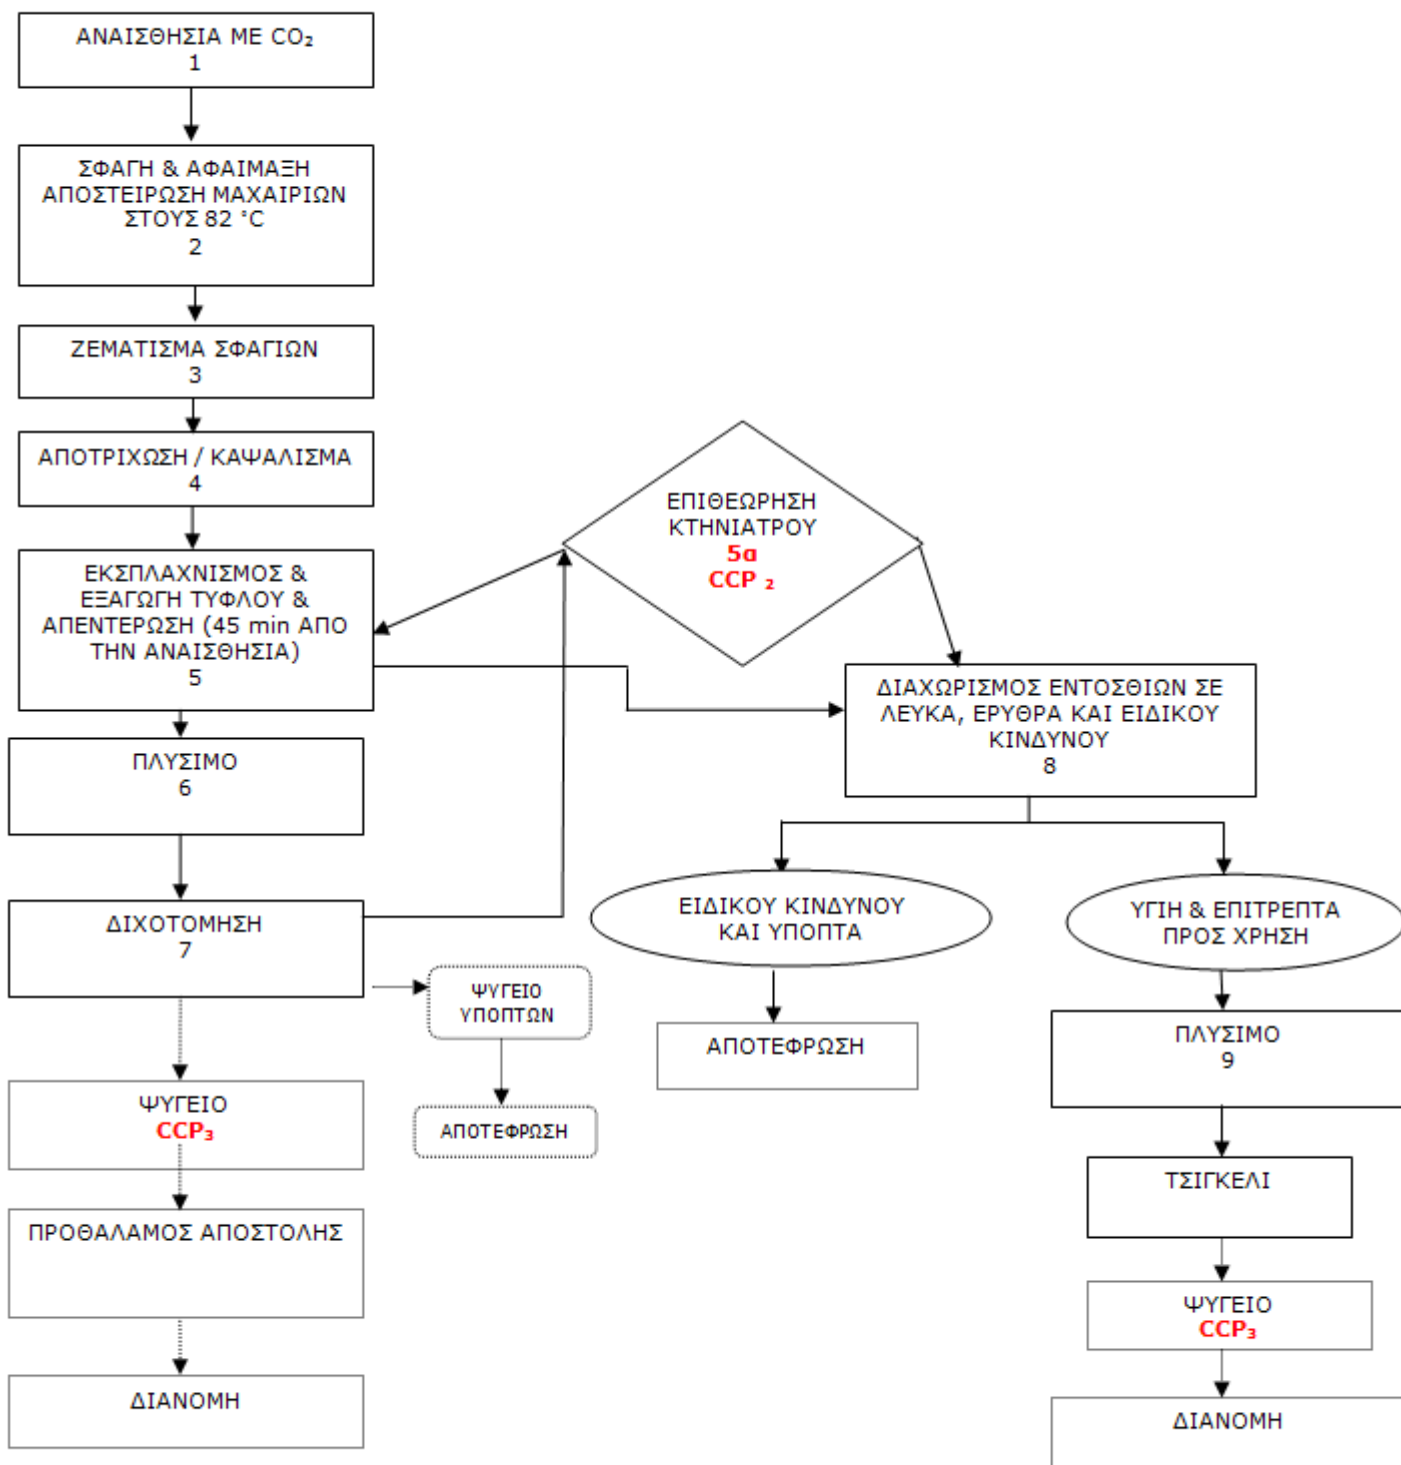 ΑΝΑΙΣΘΗΣΙΑ ΜΕ CO₂
1
ΣΦΑΓΗ & ΑΦΑΙΜΑΞΗ
ΑΠΟΣΤΕΙΡΩΣΗ ΜΑΧΑΙΡΙΩΝ
ΣΤΟΥΣ 82 °C
2
ΖΕΜΑΤΙΣΜΑ ΣΦΑΓΙΩΝ
3
ΑΠΟΤΡΙΧΩΣΗ / ΚΑΨΑΛΙΣΜΑ
4
ΕΚΣΠΛΑΧΝΙΣΜΟΣ &
ΕΞΑΓΩΓΗ ΤΥΦΛΟΥ &
ΑΠΕΝΤΕΡΩΣΗ (45 min ΑΠΟ
ΤΗΝ ΑΝΑΙΣΘΗΣΙΑ)
5
ΕΠΙΘΕΩΡΗΣΗ
ΚΤΗΝΙΑΤΡΟΥ
5α
CCP ₂
ΠΛΥΣΙΜΟ
6
ΔΙΧΟΤΟΜΗΣΗ
7
ΨΥΓΕΙΟ
ΥΠΟΠΤΩΝ
ΑΠΟΤΕΦΡΩΣΗ
ΨΥΓΕΙΟ
CCP₃
ΠΡΟΘΑΛΑΜΟΣ ΑΠΟΣΤΟΛΗΣ
ΔΙΑΝΟΜΗ
ΔΙΑΧΩΡΙΣΜΟΣ ΕΝΤΟΣΘΙΩΝ ΣΕ
ΛΕΥΚΑ, ΕΡΥΘΡΑ ΚΑΙ ΕΙΔΙΚΟΥ
ΚΙΝΔΥΝΟΥ
8
ΕΙΔΙΚΟΥ ΚΙΝΔΥΝΟΥ
ΚΑΙ ΥΠΟΠΤΑ
ΑΠΟΤΕΦΡΩΣΗ
ΥΓΙΗ & ΕΠΙΤΡΕΠΤΑ
ΠΡΟΣ ΧΡΗΣΗ
ΠΛΥΣΙΜΟ
9
ΤΣΙΓΚΕΛΙ
ΨΥΓΕΙΟ
CCP₃
ΔΙΑΝΟΜΗ